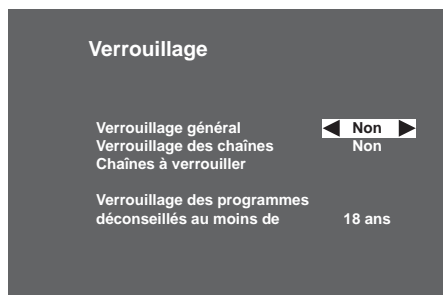 Verrouillage
Verrouillage général Non
Verrouillage des chaînes Non
Chaînes à verrouiller
Verrouillage des programmes
déconseillés au moins de 18 ans